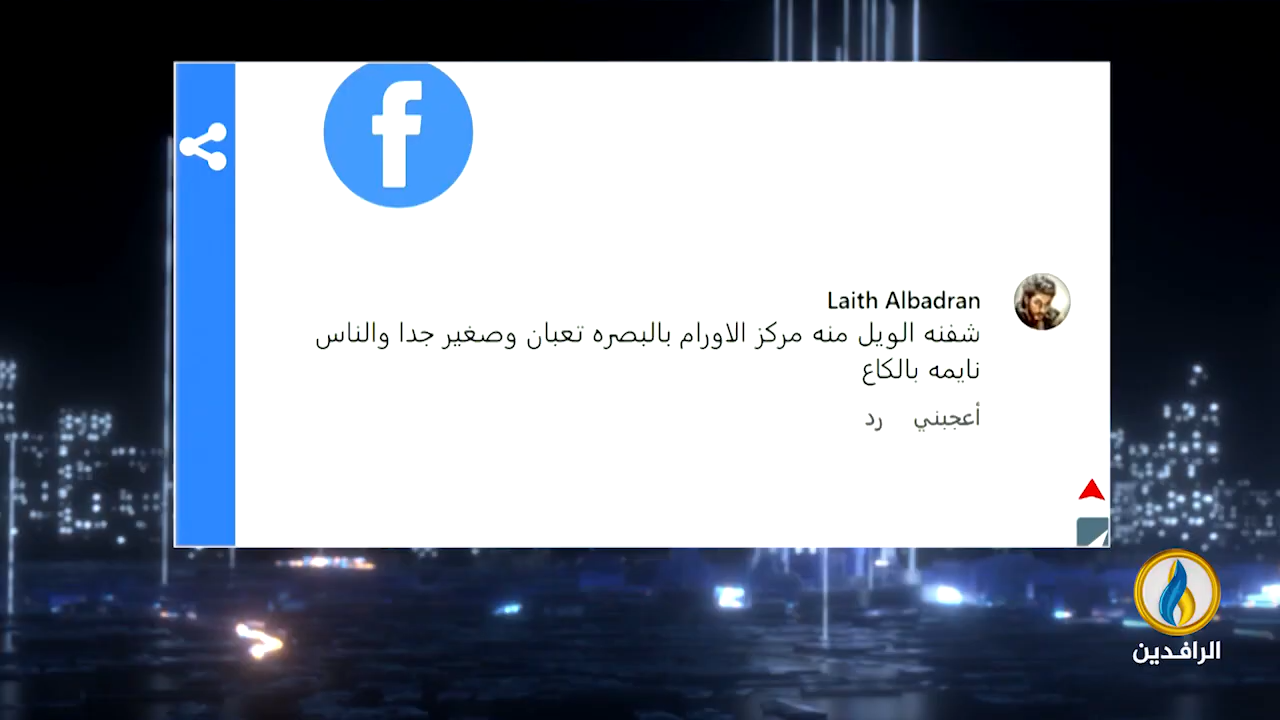 Laith Albadran
شفنه الويل منه مركز الاورام بالبصره تعبان وصغير جدا والناس
نايمه بالكاع
أعجبني رد
الرافدين